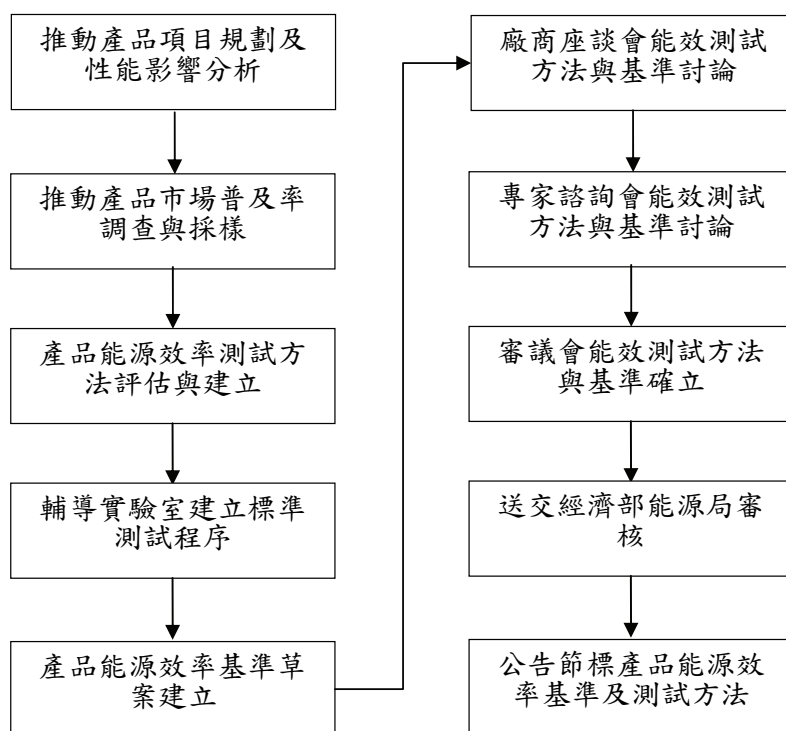 推動產品項目規劃及
性能影響分析
推動產品市場普及率
調查與採樣
產品能源效率測試方
法評估與建立
輔導實驗室建立標準
測試程序
產品能源效率基準草
案建立
廠商座談會能效測試
方法與基準討論
專家諮詢會能效測試
方法與基準討論
審議會能效測試方法
與基準確立
送交經濟部能源局審
核
公告節標產品能源效
率基準及測試方法